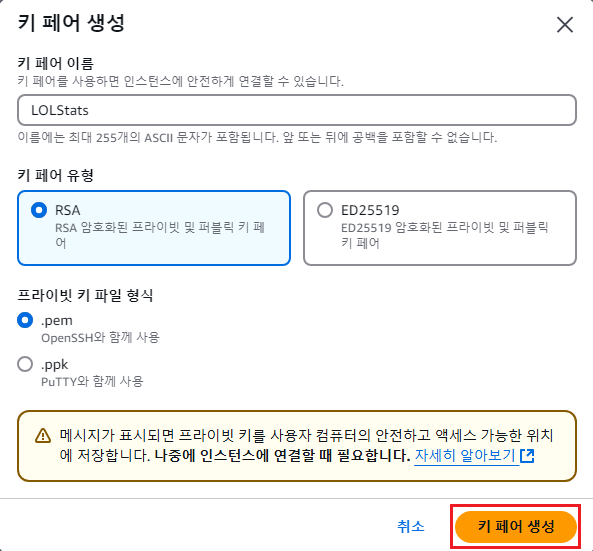 키 페어 생성
키 페어 이름
키 페어를 사용하면 인스턴스에 안전하게 연결할 수 있습니다.
LOLStats
이름에는 최대 255개의 ASCII 문자가 포함됩니다. 앞 또는 뒤에 공백을 포함할 수 없습니다.
키 페어 유형
RSA
RSA 암호화된 프라이빗 및 퍼블릭 키 페
어
ED25519
ED25519 암호화된 프라이빗 및 퍼블릭
키 페어
프라이빗 키 파일 형식
.pem
OpenSSH와 함께 사용
.ppk
PuTTY와 함께 사용
메시지가 표시되면 프라이빗 키를 사용자 컴퓨터의 안전하고 액세스 가능한 위치
에 저장합니다. 나중에 인스턴스에 연결할 때 필요합니다. 자세히 알아보기
취소
키 페어 생성